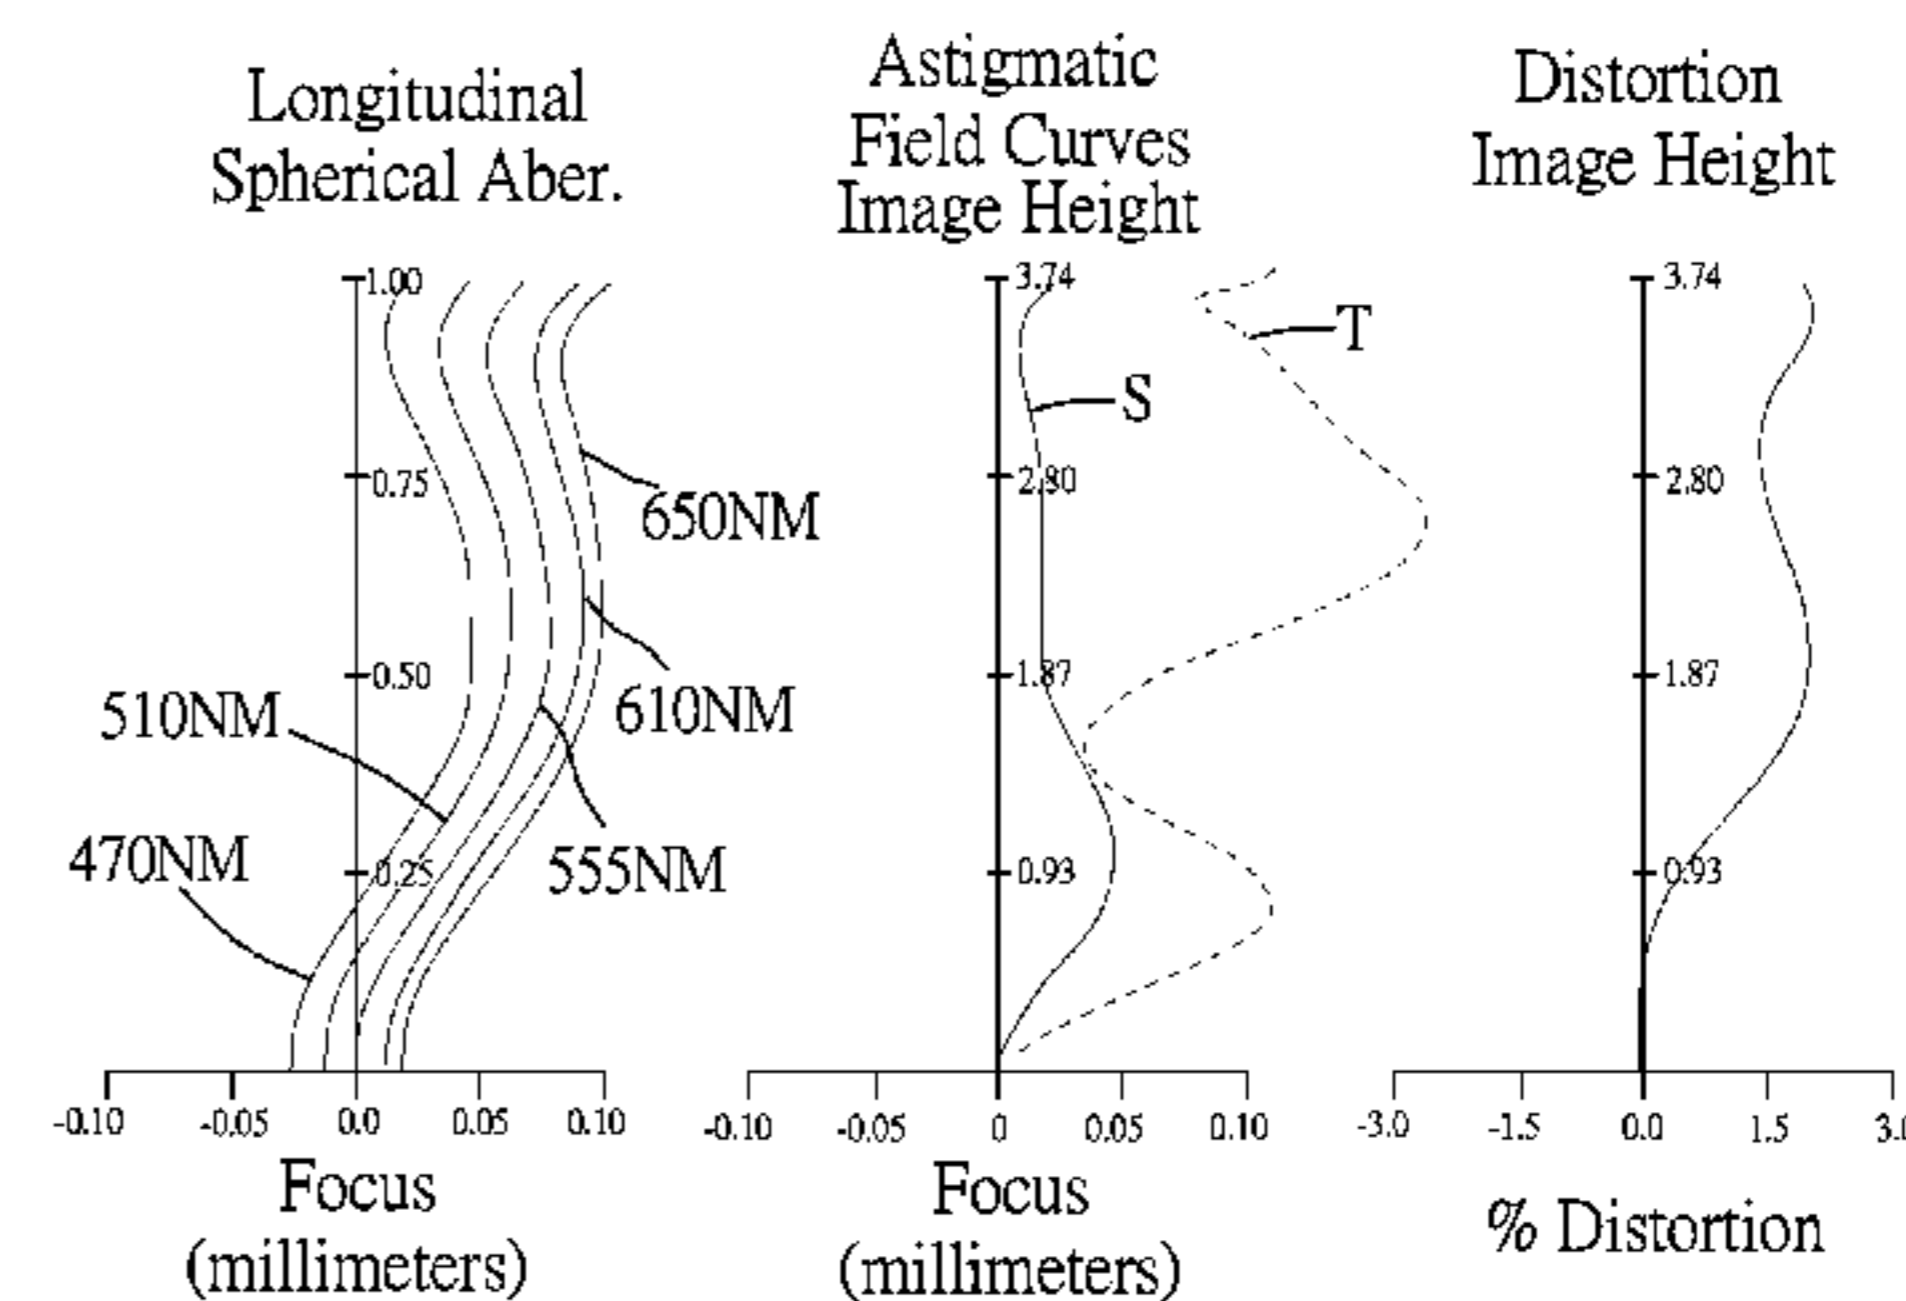 Longitudinal
Spherical Aber.
1.00
0.75
0.50
0.25
650NM
610NM
555NM
510NM
470NM
-0.10 -0.05 0.0 0.05 0.10
Focus
(millimeters)
Astigmatic
Field Curves
Image Height
3.74
T
S
2.80
1.87
0.93
-0.10 -0.05 0 0.05 0.10
Focus
(millimeters)
Distortion
Image Height
3.74
2.80
1.87
0.93
-3.0 -1.5 0.0 1.5 3.0
% Distortion